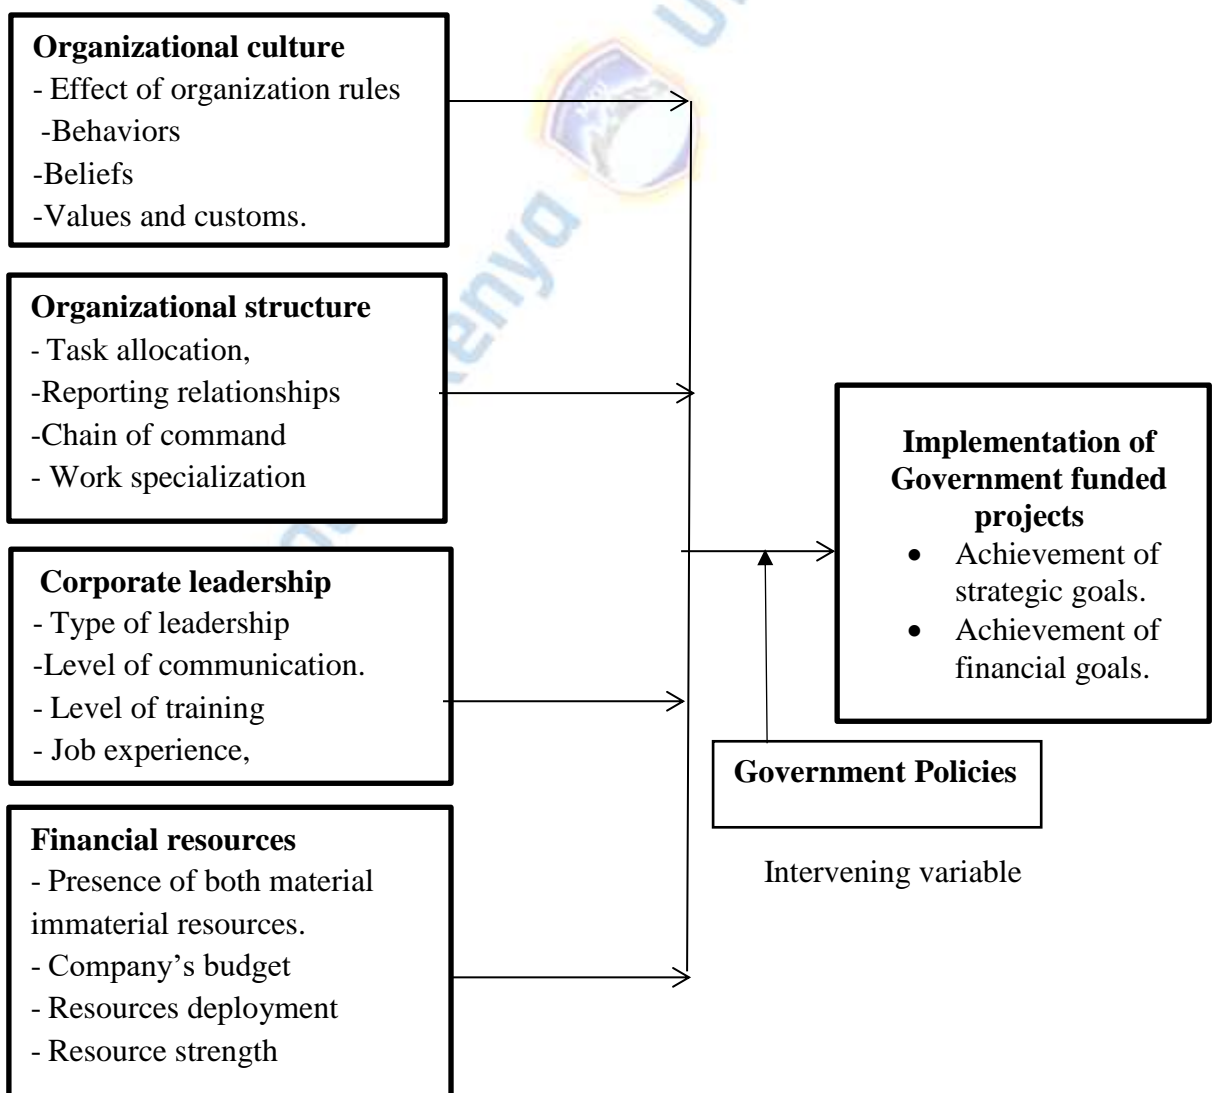 Organizational culture
- Effect of organization rules
-Behaviors
-Beliefs
-Values and customs.
Organizational structure
- Task allocation,
-Reporting relationships
-Chain of command
- Work specialization
Corporate leadership
- Type of leadership
-Level of communication.
- Level of training
- Job experience,
Financial resources
- Presence of both material
immaterial resources.
- Company’s budget
- Resources deployment
- Resource strength
Implementation of
Government funded
projects
• Achievement of
strategic goals.
• Achievement of
financial goals.
Government Policies
Intervening variable